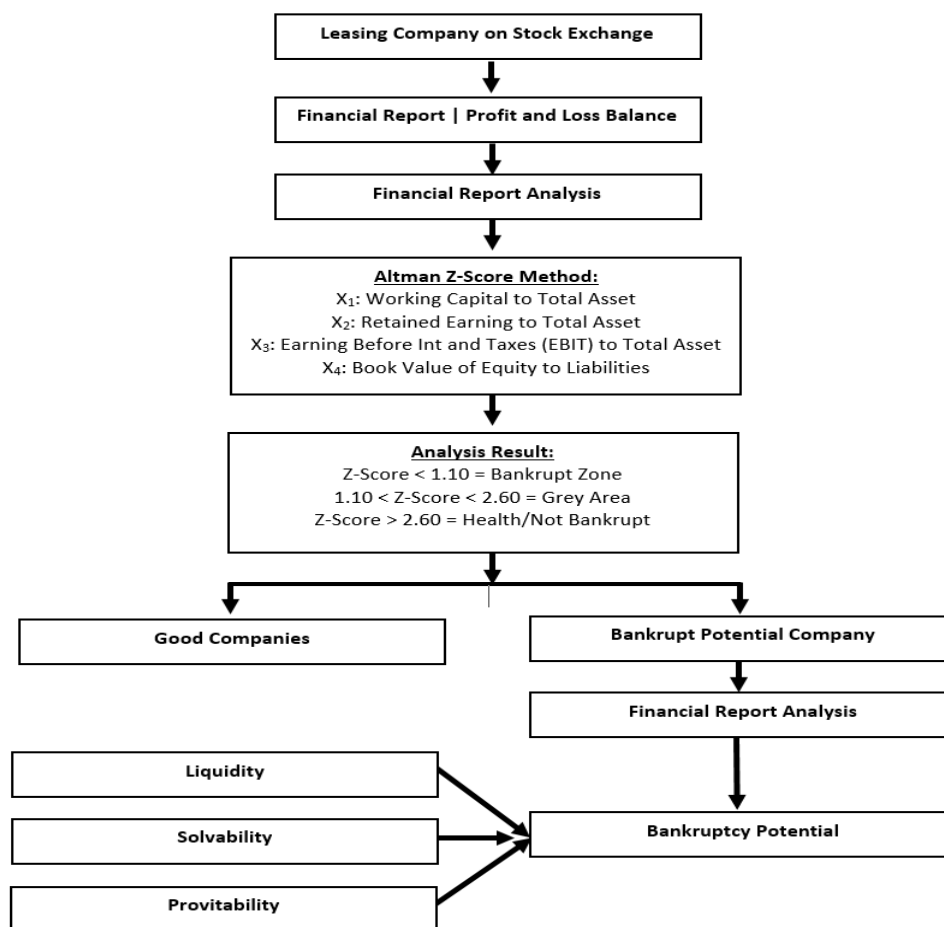 Leasing Company on Stock Exchange
Financial Report | Profit and Loss Balance
Financial Report Analysis
Altman Z-Score Method:
X₁: Working Capital to Total Asset
X₂: Retained Earning to Total Asset
X₃: Earning Before Int and Taxes (EBIT) to Total Asset
X₄: Book Value of Equity to Liabilities
Analysis Result:
Z-Score < 1.10 = Bankrupt Zone
1.10 < Z-Score < 2.60 = Grey Area
Z-Score > 2.60 = Health/Not Bankrupt
Good Companies
Bankrupt Potential Company
Financial Report Analysis
Liquidity
Solvability
Bankruptcy Potential
Provitability